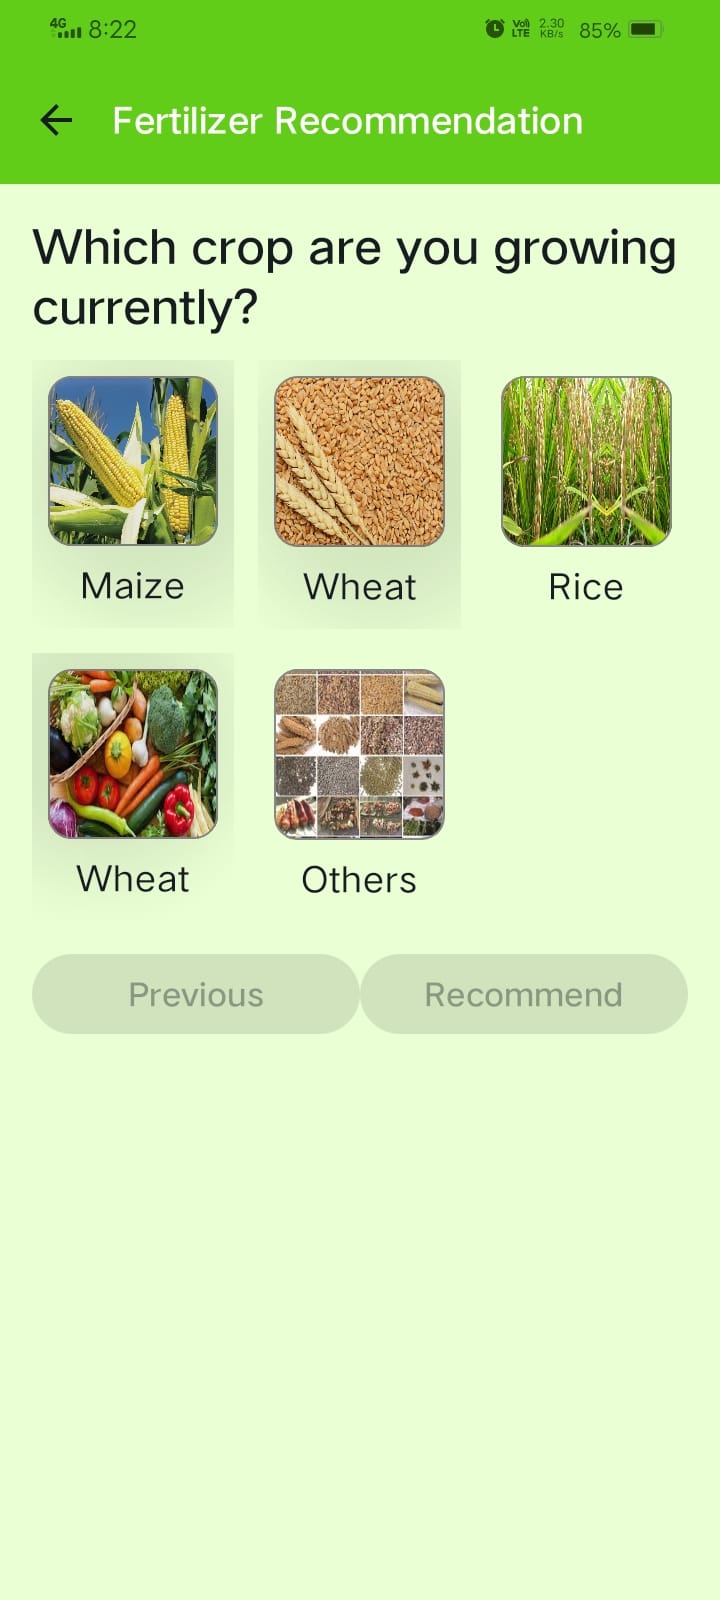 4G 8:22 Vo) LTE 2.30 KB/s 85%
Fertilizer Recommendation
Which crop are you growing
currently?
Maize Wheat Rice
Wheat Others
Previous Recommend